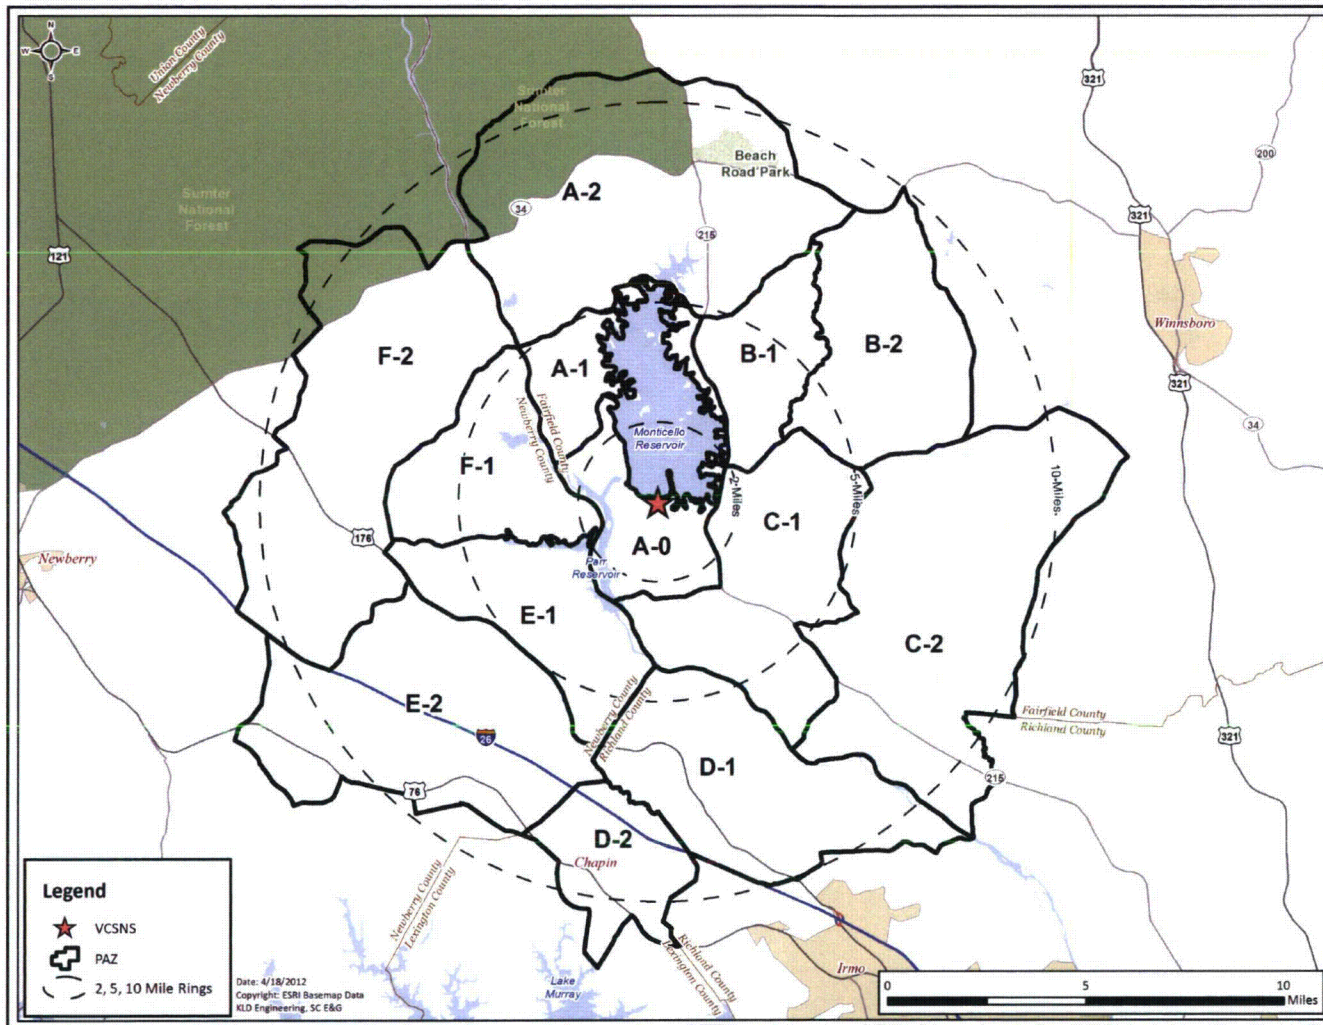 N
W
E
S
Union County
Newberry County
Sumter
National
Forest
Sumter
National
Forest
Beach
Road Park
321
200
321
121
34
A-2
215
Winnsboro
321
34
F-2
A-1
B-1
B-2
Fairfield County
Newberry County
Monticello
Reservoir
F-1
2-Miles
5-Miles
10-Miles
C-1
176
A-0
Newberry
Parr
Reservoir
E-1
C-2
E-2
Newberry County
Richland County
Fairfield County
Richland County
26
321
D-1
215
76
D-2
Chapin
Newberry County
Lexington County
Richland County
Lexington County
Irmo
Lake
Murray
Legend
VCSNS
PAZ
2, 5, 10 Mile Rings
Date: 4/18/2012
Copyright: ESRI Basemap Data
KLD Engineering, SC E&G
0
5
10
Miles